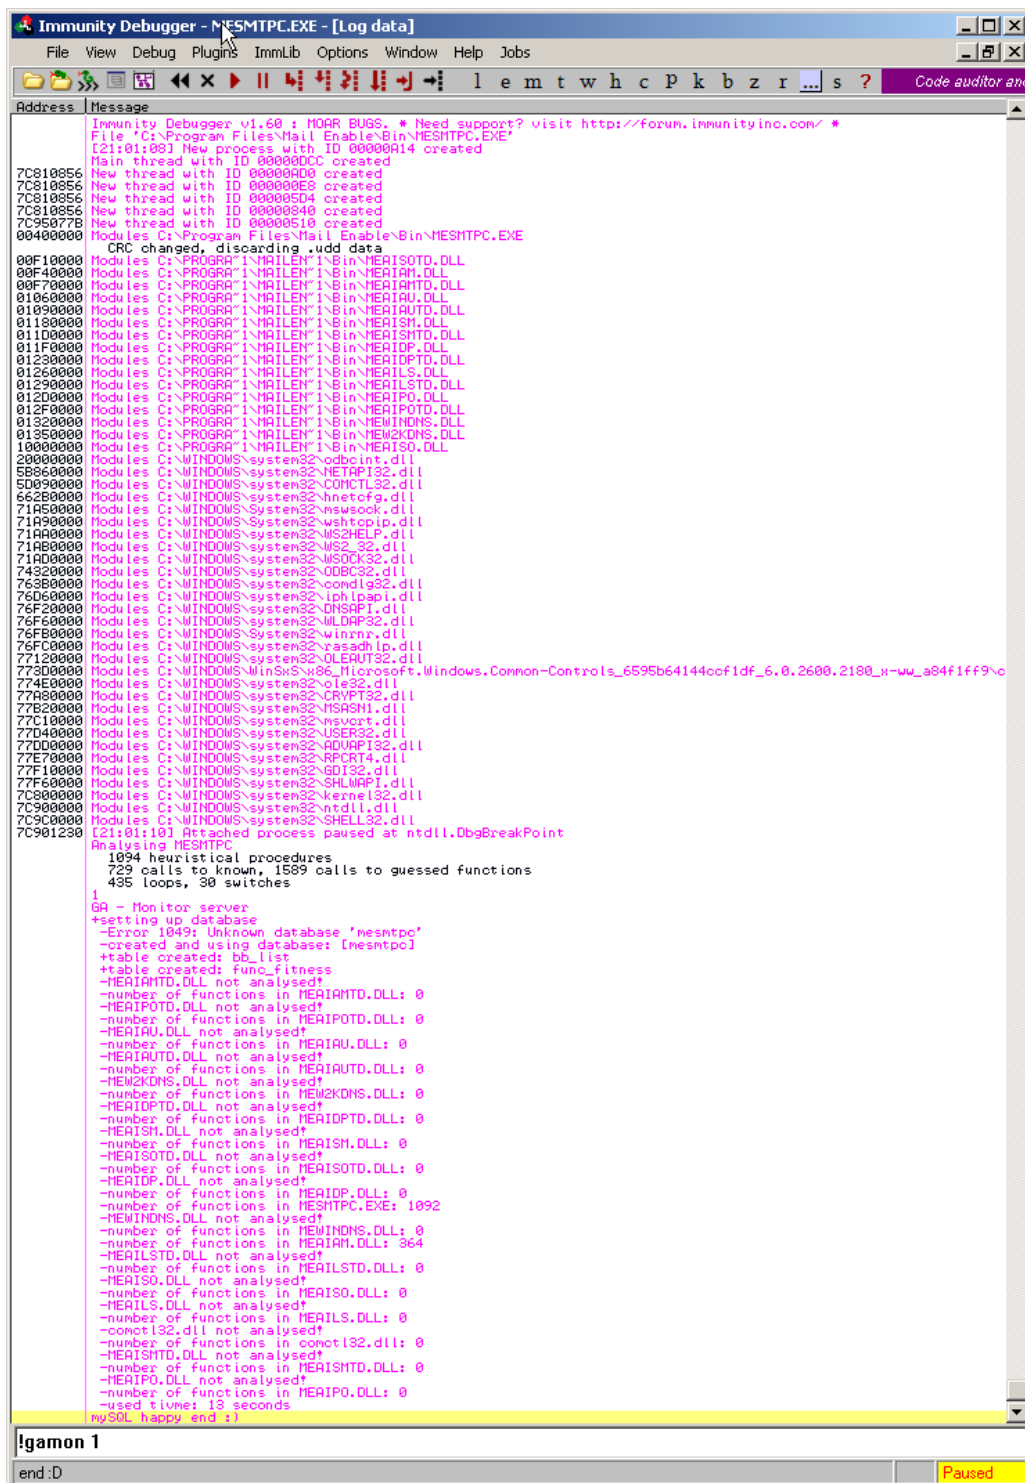 Immunity Debugger - MESMTPC.EXE - [Log data]
File View Debug Plugins ImmLib Options Window Help Jobs
l e m t w h c P k b z r ... s ? Code auditor and
Address Message
Immunity Debugger v1.60 : MOAR BUGS. * Need support? visit http://forum.immunityinc.com/ *
File 'C:\Program Files\Mail Enable\Bin\MESMTPC.EXE'
[21:01:08] New process with ID 00000A14 created
Main thread with ID 00000DCC created
7C810856 New thread with ID 00000AD0 created
7C810856 New thread with ID 000000E8 created
7C810856 New thread with ID 000005D4 created
7C810856 New thread with ID 00000840 created
7C95077B New thread with ID 00000510 created
00400000 Modules C:\Program Files\Mail Enable\Bin\MESMTPC.EXE
CRC changed, discarding .udd data
00F10000 Modules C:\PROGRA~1\MAILEN~1\Bin\MEAISOTD.DLL
00F40000 Modules C:\PROGRA~1\MAILEN~1\Bin\MEAIAM.DLL
00F70000 Modules C:\PROGRA~1\MAILEN~1\Bin\MEAIAMTD.DLL
01060000 Modules C:\PROGRA~1\MAILEN~1\Bin\MEAIAU.DLL
01090000 Modules C:\PROGRA~1\MAILEN~1\Bin\MEAIAUTD.DLL
01180000 Modules C:\PROGRA~1\MAILEN~1\Bin\MEAISM.DLL
011D0000 Modules C:\PROGRA~1\MAILEN~1\Bin\MEAISMTD.DLL
011F0000 Modules C:\PROGRA~1\MAILEN~1\Bin\MEAIDP.DLL
01230000 Modules C:\PROGRA~1\MAILEN~1\Bin\MEAIDPTD.DLL
01260000 Modules C:\PROGRA~1\MAILEN~1\Bin\MEAILS.DLL
01290000 Modules C:\PROGRA~1\MAILEN~1\Bin\MEAILSTD.DLL
012D0000 Modules C:\PROGRA~1\MAILEN~1\Bin\MEAIPO.DLL
012F0000 Modules C:\PROGRA~1\MAILEN~1\Bin\MEAIPOTD.DLL
01320000 Modules C:\PROGRA~1\MAILEN~1\Bin\MEWINDNS.DLL
01350000 Modules C:\PROGRA~1\MAILEN~1\Bin\MEW2KDNS.DLL
10000000 Modules C:\PROGRA~1\MAILEN~1\Bin\MEAISO.DLL
20000000 Modules C:\WINDOWS\system32\odbcint.dll
5B860000 Modules C:\WINDOWS\system32\NETAPI32.dll
5D090000 Modules C:\WINDOWS\system32\COMCTL32.dll
662B0000 Modules C:\WINDOWS\system32\hnetcfg.dll
71A50000 Modules C:\WINDOWS\system32\mswsock.dll
71A90000 Modules C:\WINDOWS\System32\wshtcpip.dll
71AA0000 Modules C:\WINDOWS\system32\WS2HELP.dll
71AB0000 Modules C:\WINDOWS\system32\WS2_32.dll
71AD0000 Modules C:\WINDOWS\system32\WSOCK32.dll
74320000 Modules C:\WINDOWS\system32\ODBC32.dll
763B0000 Modules C:\WINDOWS\system32\comdlg32.dll
76D60000 Modules C:\WINDOWS\system32\iphlpapi.dll
76F20000 Modules C:\WINDOWS\system32\DNSAPI.dll
76F60000 Modules C:\WINDOWS\system32\WLDAP32.dll
76FB0000 Modules C:\WINDOWS\System32\winrnr.dll
76FC0000 Modules C:\WINDOWS\system32\rasadhlp.dll
77120000 Modules C:\WINDOWS\system32\OLEAUT32.dll
773D0000 Modules C:\WINDOWS\WinSxS\x86_Microsoft.Windows.Common-Controls_6595b64144ccf1df_6.0.2600.2180_x-ww_a84f1ff9\c
774E0000 Modules C:\WINDOWS\system32\ole32.dll
77A80000 Modules C:\WINDOWS\system32\CRYPT32.dll
77B20000 Modules C:\WINDOWS\system32\MSASN1.dll
77C10000 Modules C:\WINDOWS\system32\msvcrt.dll
77D40000 Modules C:\WINDOWS\system32\USER32.dll
77DD0000 Modules C:\WINDOWS\system32\ADVAPI32.dll
77E70000 Modules C:\WINDOWS\system32\RPCRT4.dll
77F10000 Modules C:\WINDOWS\system32\GDI32.dll
77F60000 Modules C:\WINDOWS\system32\SHLWAPI.dll
7C800000 Modules C:\WINDOWS\system32\kernel32.dll
7C900000 Modules C:\WINDOWS\system32\ntdll.dll
7C9C0000 Modules C:\WINDOWS\system32\SHELL32.dll
7C901230 [21:01:10] Attached process paused at ntdll.DbgBreakPoint
Analysing MESMTPC
1094 heuristical procedures
729 calls to known, 1589 calls to guessed functions
435 loops, 30 switches
1
GA - Monitor server
+setting up database
-Error 1049: Unknown database 'mesmtpc'
-created and using database: [mesmtpc]
+table created: bb_list
+table created: func_fitness
-MEAIAMTD.DLL not analysed!
-number of functions in MEAIAMTD.DLL: 0
-MEAIPOTD.DLL not analysed!
-number of functions in MEAIPOTD.DLL: 0
-MEAIAU.DLL not analysed!
-number of functions in MEAIAU.DLL: 0
-MEAIAUTD.DLL not analysed!
-number of functions in MEAIAUTD.DLL: 0
-MEW2KDNS.DLL not analysed!
-number of functions in MEW2KDNS.DLL: 0
-MEAIDPTD.DLL not analysed!
-number of functions in MEAIDPTD.DLL: 0
-MEAISM.DLL not analysed!
-number of functions in MEAISM.DLL: 0
-MEAISOTD.DLL not analysed!
-number of functions in MEAISOTD.DLL: 0
-MEAIDP.DLL not analysed!
-number of functions in MEAIDP.DLL: 0
-number of functions in MESMTPC.EXE: 1092
-MEWINDNS.DLL not analysed!
-number of functions in MEWINDNS.DLL: 0
-number of functions in MEAIAM.DLL: 364
-MEAILSTD.DLL not analysed!
-number of functions in MEAILSTD.DLL: 0
-MEAISO.DLL not analysed!
-number of functions in MEAISO.DLL: 0
-MEAILS.DLL not analysed!
-number of functions in MEAILS.DLL: 0
-comctl32.dll not analysed!
-number of functions in comctl32.dll: 0
-MEAISMTD.DLL not analysed!
-number of functions in MEAISMTD.DLL: 0
-MEAIPO.DLL not analysed!
-number of functions in MEAIPO.DLL: 0
-used tivme: 13 seconds
mySQL happy end :)
!gamon 1
end :D Paused